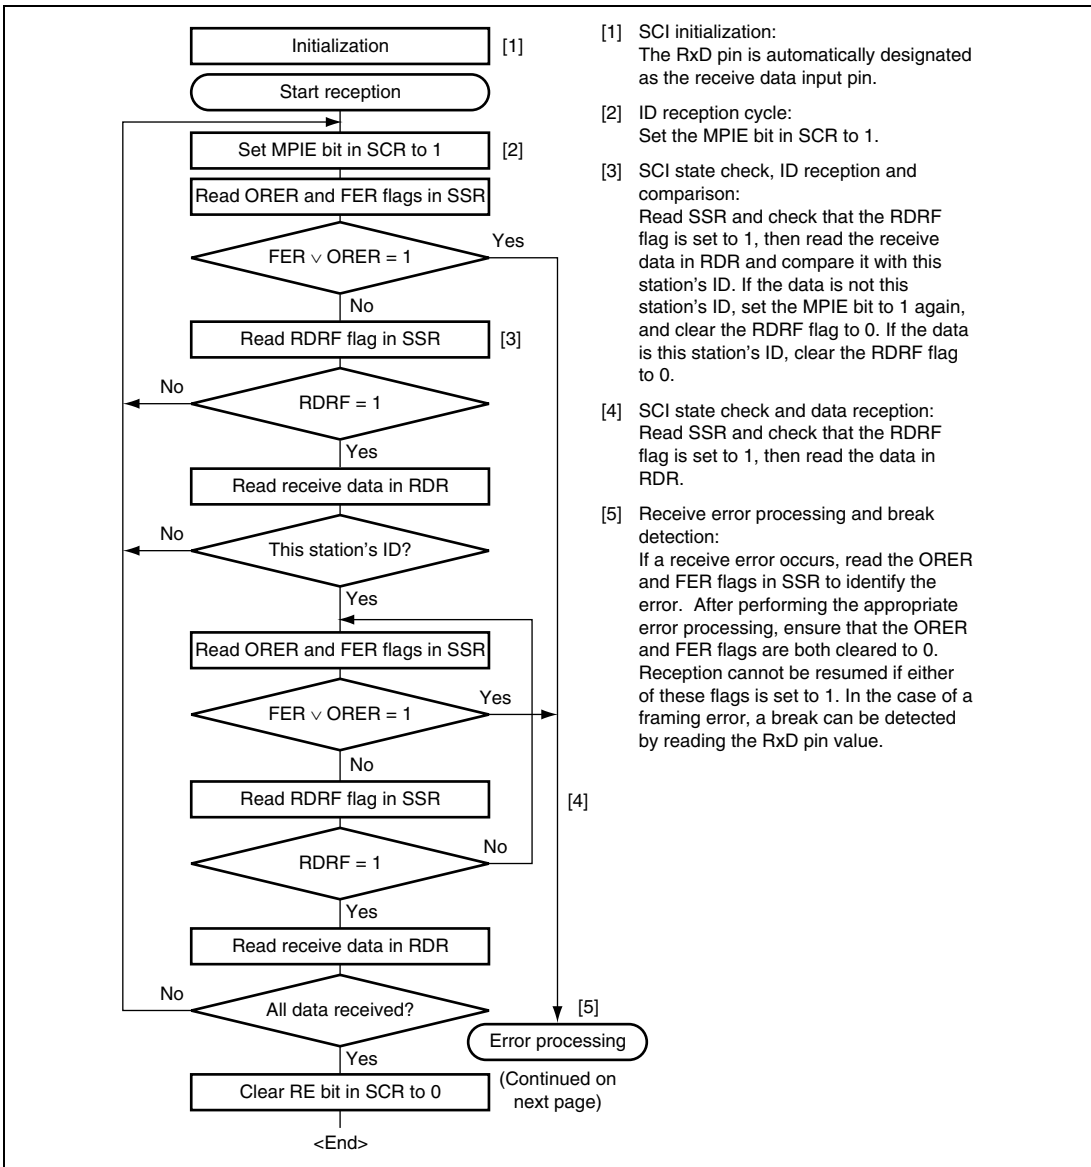 Initialization [1]
Start reception
Set MPIE bit in SCR to 1 [2]
Read ORER and FER flags in SSR
FER ∨ ORER = 1
Yes
No
Read RDRF flag in SSR [3]
No
RDRF = 1
Yes
Read receive data in RDR
No
This station's ID?
Yes
Read ORER and FER flags in SSR
Yes
FER ∨ ORER = 1
No
Read RDRF flag in SSR
[4]
No
RDRF = 1
Yes
Read receive data in RDR
No
All data received?
[5]
Error processing
Yes
(Continued on
next page)
Clear RE bit in SCR to 0
<End>
[1] SCI initialization:
The RxD pin is automatically designated
as the receive data input pin.
[2] ID reception cycle:
Set the MPIE bit in SCR to 1.
[3] SCI state check, ID reception and
comparison:
Read SSR and check that the RDRF
flag is set to 1, then read the receive
data in RDR and compare it with this
station's ID. If the data is not this
station's ID, set the MPIE bit to 1 again,
and clear the RDRF flag to 0. If the data
is this station's ID, clear the RDRF flag
to 0.
[4] SCI state check and data reception:
Read SSR and check that the RDRF
flag is set to 1, then read the data in
RDR.
[5] Receive error processing and break
detection:
If a receive error occurs, read the ORER
and FER flags in SSR to identify the
error. After performing the appropriate
error processing, ensure that the ORER
and FER flags are both cleared to 0.
Reception cannot be resumed if either
of these flags is set to 1. In the case of a
framing error, a break can be detected
by reading the RxD pin value.